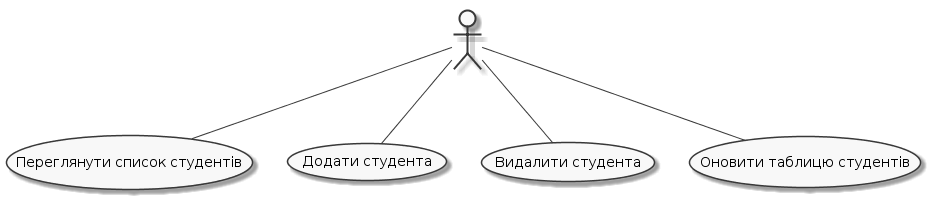 Переглянути список студентів
Додати студента
Видалити студента
Оновити таблицю студентів